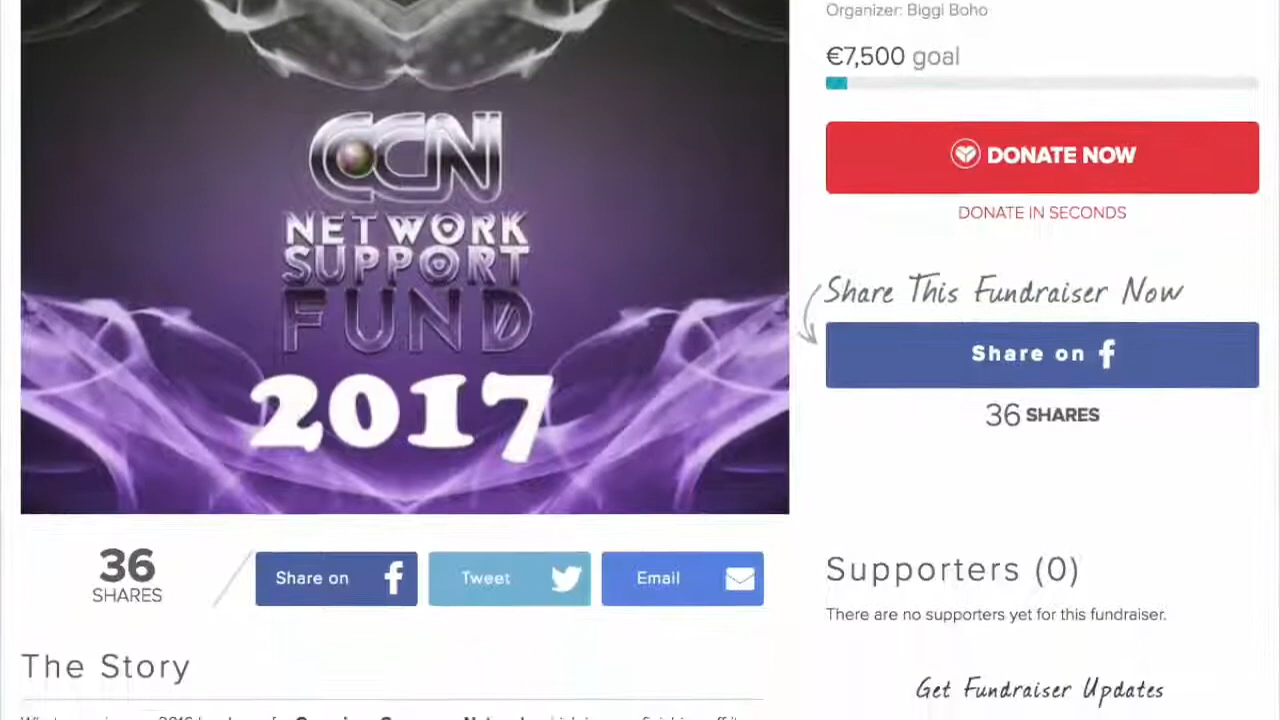 Organizer: Biggi Boho
€7,500 goal
DONATE NOW
DONATE IN SECONDS
Share This Fundraiser Now
Share on f
36 SHARES
CCN
NETWORK
SUPPORT
FUND
2017
36
SHARES
Share on f
Tweet
Email
Supporters (0)
There are no supporters yet for this fundraiser.
The Story
Get Fundraiser Updates